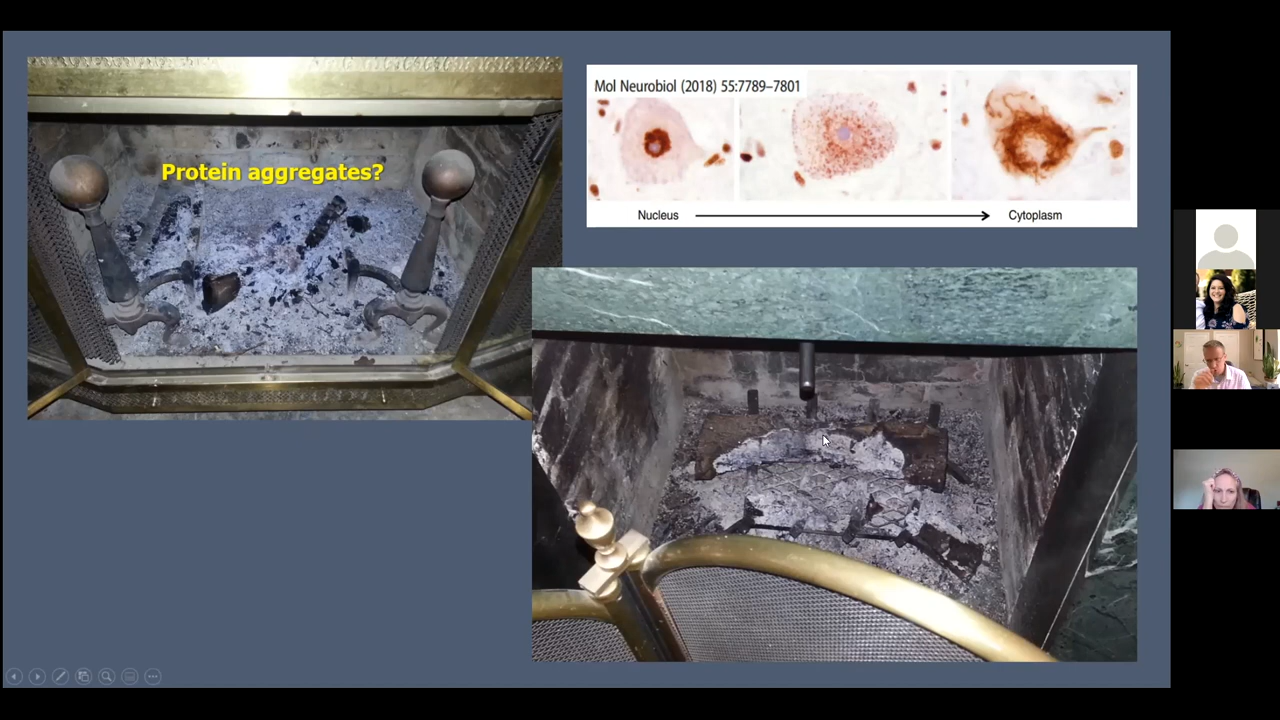 Protein aggregates?
Mol Neurobiol (2018) 55:7789–7801
Nucleus
Cytoplasm